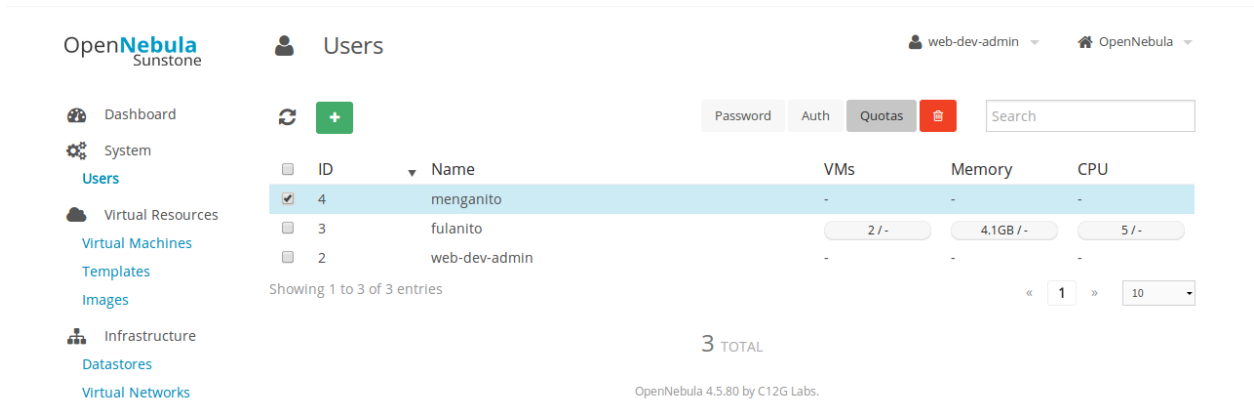 OpenNebula
Sunstone
Users
web-dev-admin
OpenNebula
Dashboard
System
Users
Virtual Resources
Virtual Machines
Templates
Images
Infrastructure
Datastores
Virtual Networks
+
Password Auth Quotas
Search
ID Name VMs Memory CPU
4 menganito - - -
3 fulanito 2 / - 4.1GB / - 5 / -
2 web-dev-admin - - -
Showing 1 to 3 of 3 entries
« 1 » 10
3 TOTAL
OpenNebula 4.5.80 by C12G Labs.